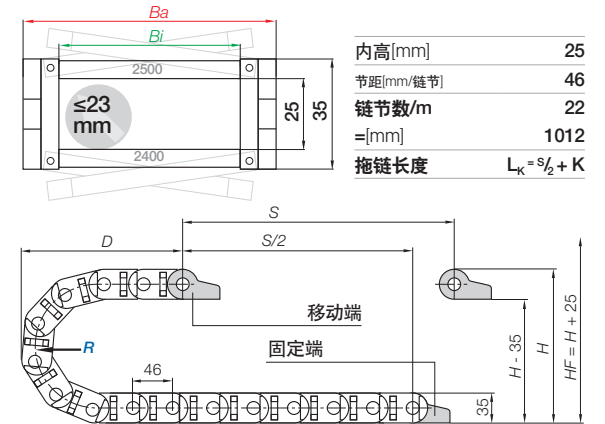 Ba
Bi
2500
≤23
mm
25
35
2400
内高[mm] 25
节距[mm/链节] 46
链节数/m 22
=[mm] 1012
拖链长度 LK = S/2 + K
S
D
S/2
移动端
固定端
R
46
35
H - 35
H
HF = H + 25